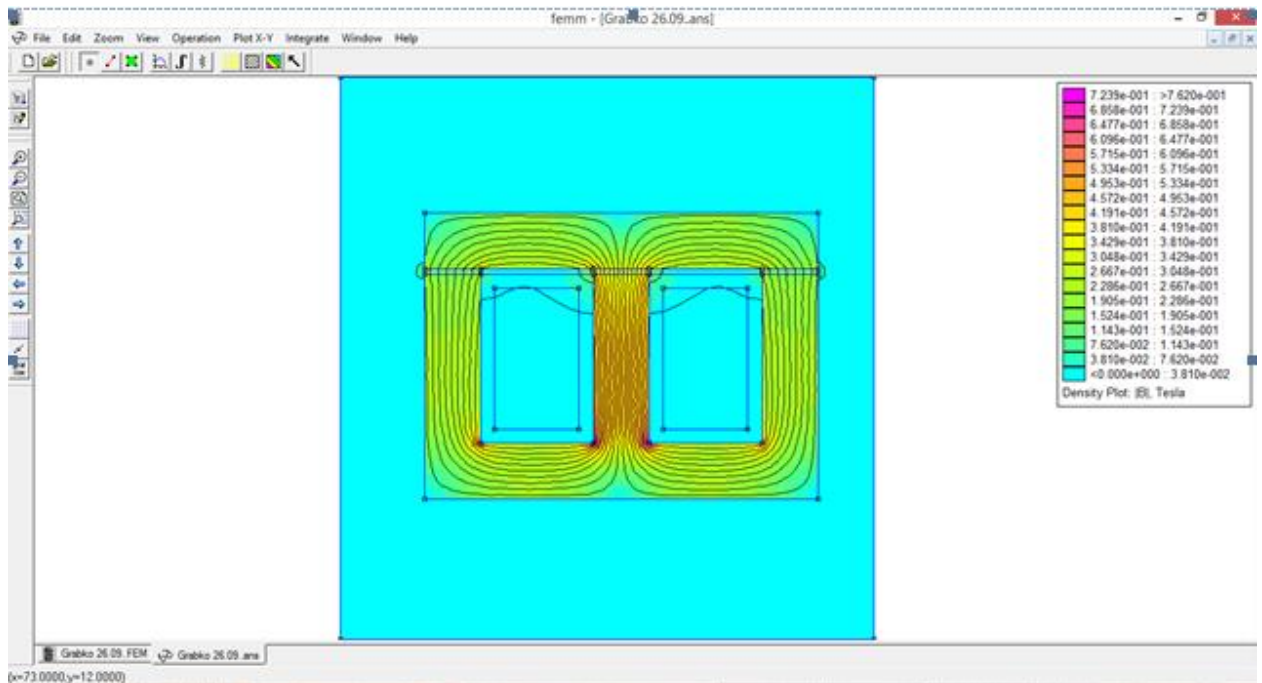 femm - [Grabko 26.09..ans]
File Edit Zoom View Operation Plot X-Y Integrate Window Help
7.239e-001 : >7.620e-001
6.858e-001 : 7.239e-001
6.477e-001 : 6.858e-001
6.096e-001 : 6.477e-001
5.715e-001 : 6.096e-001
5.334e-001 : 5.715e-001
4.953e-001 : 5.334e-001
4.572e-001 : 4.953e-001
4.191e-001 : 4.572e-001
3.810e-001 : 4.191e-001
3.429e-001 : 3.810e-001
3.048e-001 : 3.429e-001
2.667e-001 : 3.048e-001
2.286e-001 : 2.667e-001
1.905e-001 : 2.286e-001
1.524e-001 : 1.905e-001
1.143e-001 : 1.524e-001
7.620e-002 : 1.143e-001
3.810e-002 : 7.620e-002
<0.000e+000 : 3.810e-002
Density Plot: |B|, Tesla
Grabko 26.09..FEM Grabko 26.09..ans
(x=73.0000,y=12.0000)